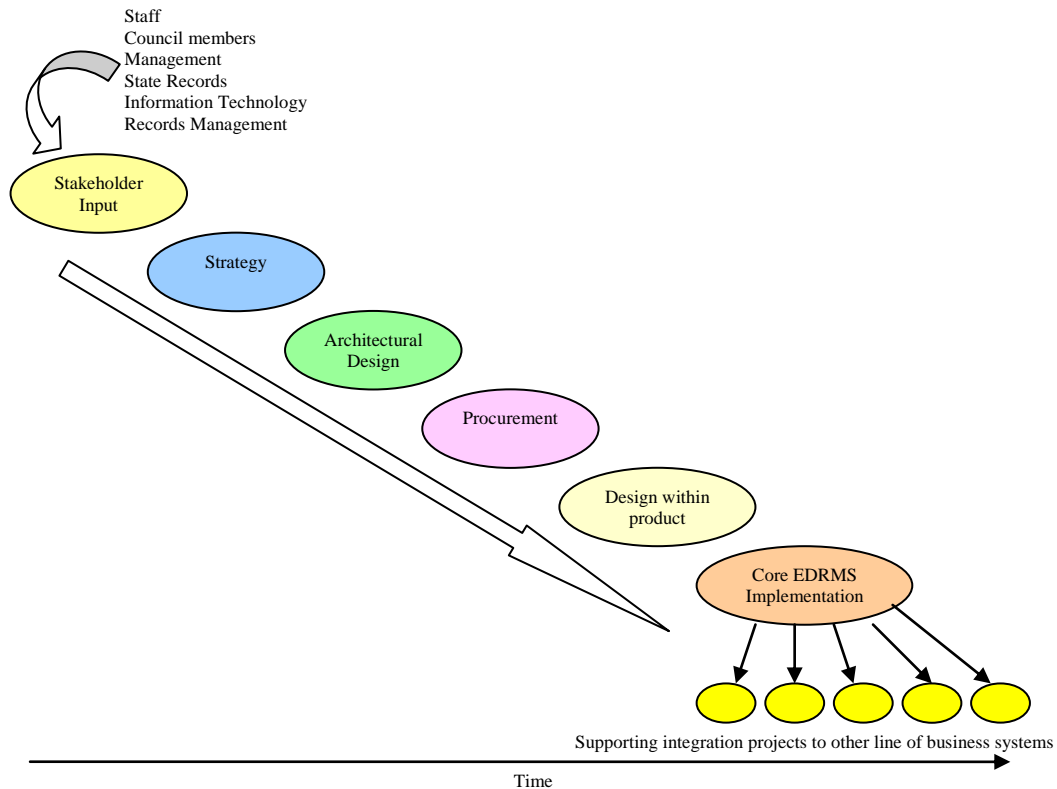 Staff
Council members
Management
State Records
Information Technology
Records Management
Stakeholder
Input
Strategy
Architectural
Design
Procurement
Design within
product
Core EDRMS
Implementation
Supporting integration projects to other line of business systems
Time